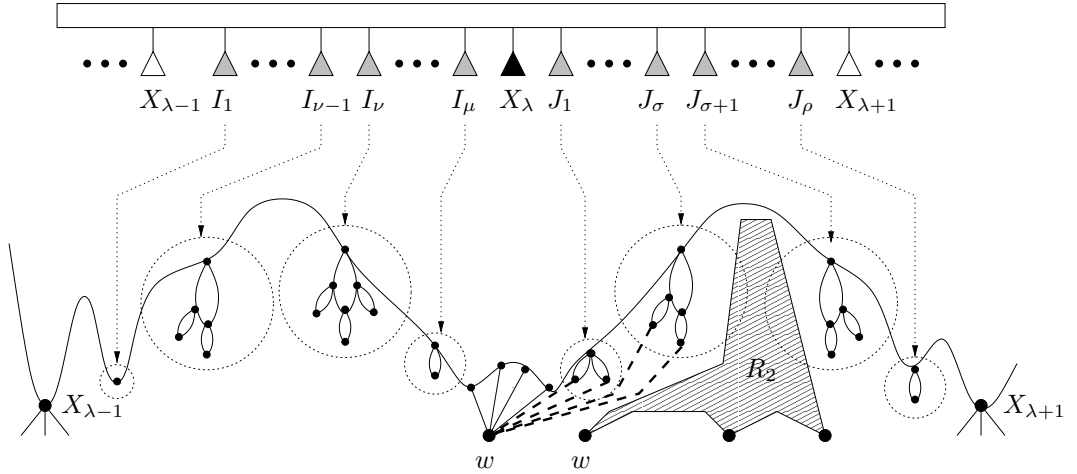 X_{λ−1} I_1 I_{ν−1} I_ν I_μ X_λ J_1 J_σ J_{σ+1} J_ρ X_{λ+1}
R_2
X_{λ−1} X_{λ+1}
w w